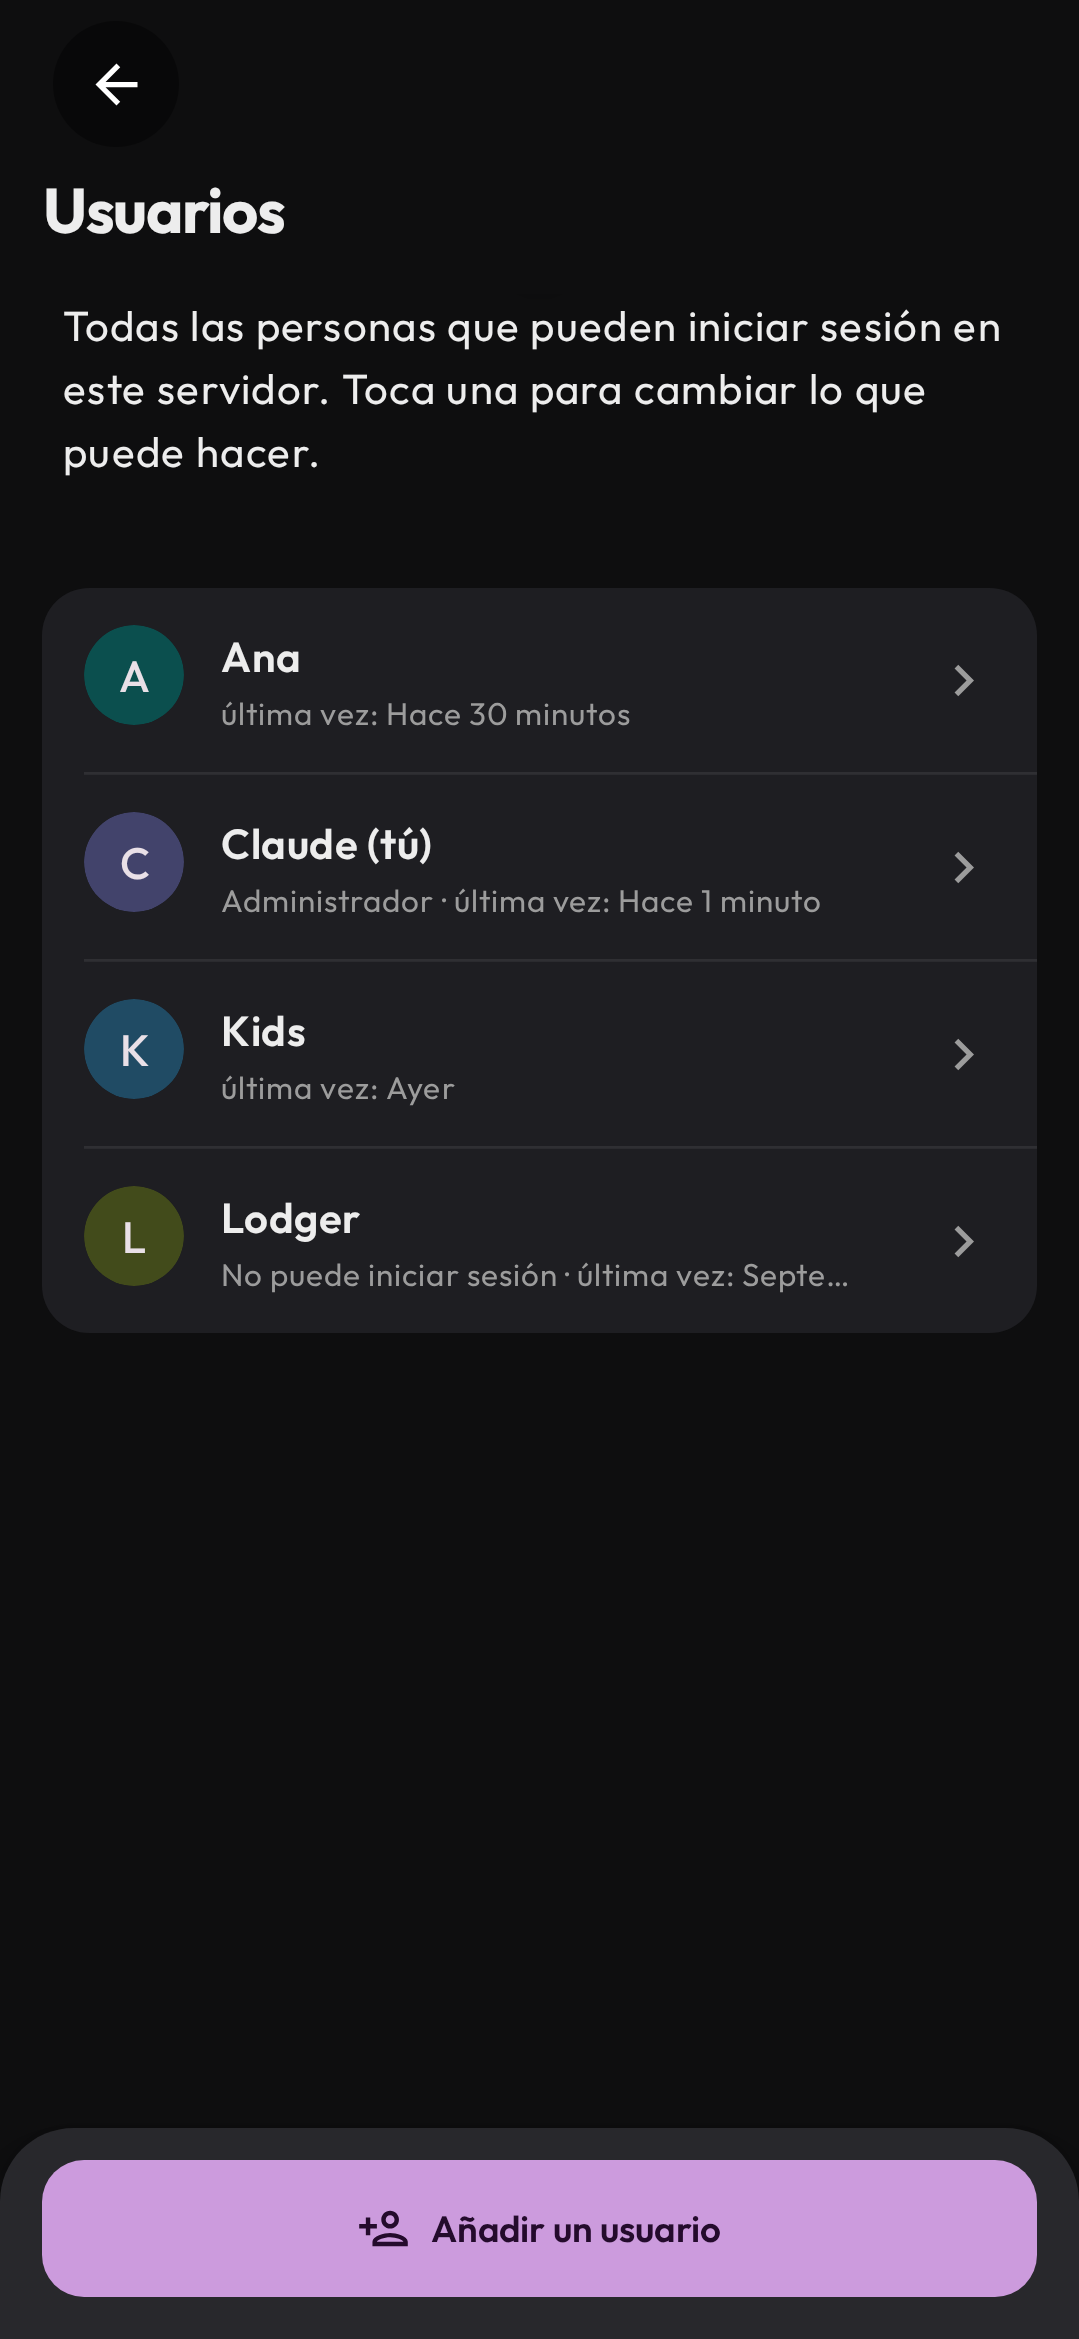 Usuarios
Todas las personas que pueden iniciar sesión en
este servidor. Toca una para cambiar lo que
puede hacer.
A
Ana
última vez: Hace 30 minutos
C
Claude (tú)
Administrador · última vez: Hace 1 minuto
K
Kids
última vez: Ayer
L
Lodger
No puede iniciar sesión · última vez: Septe…
Añadir un usuario